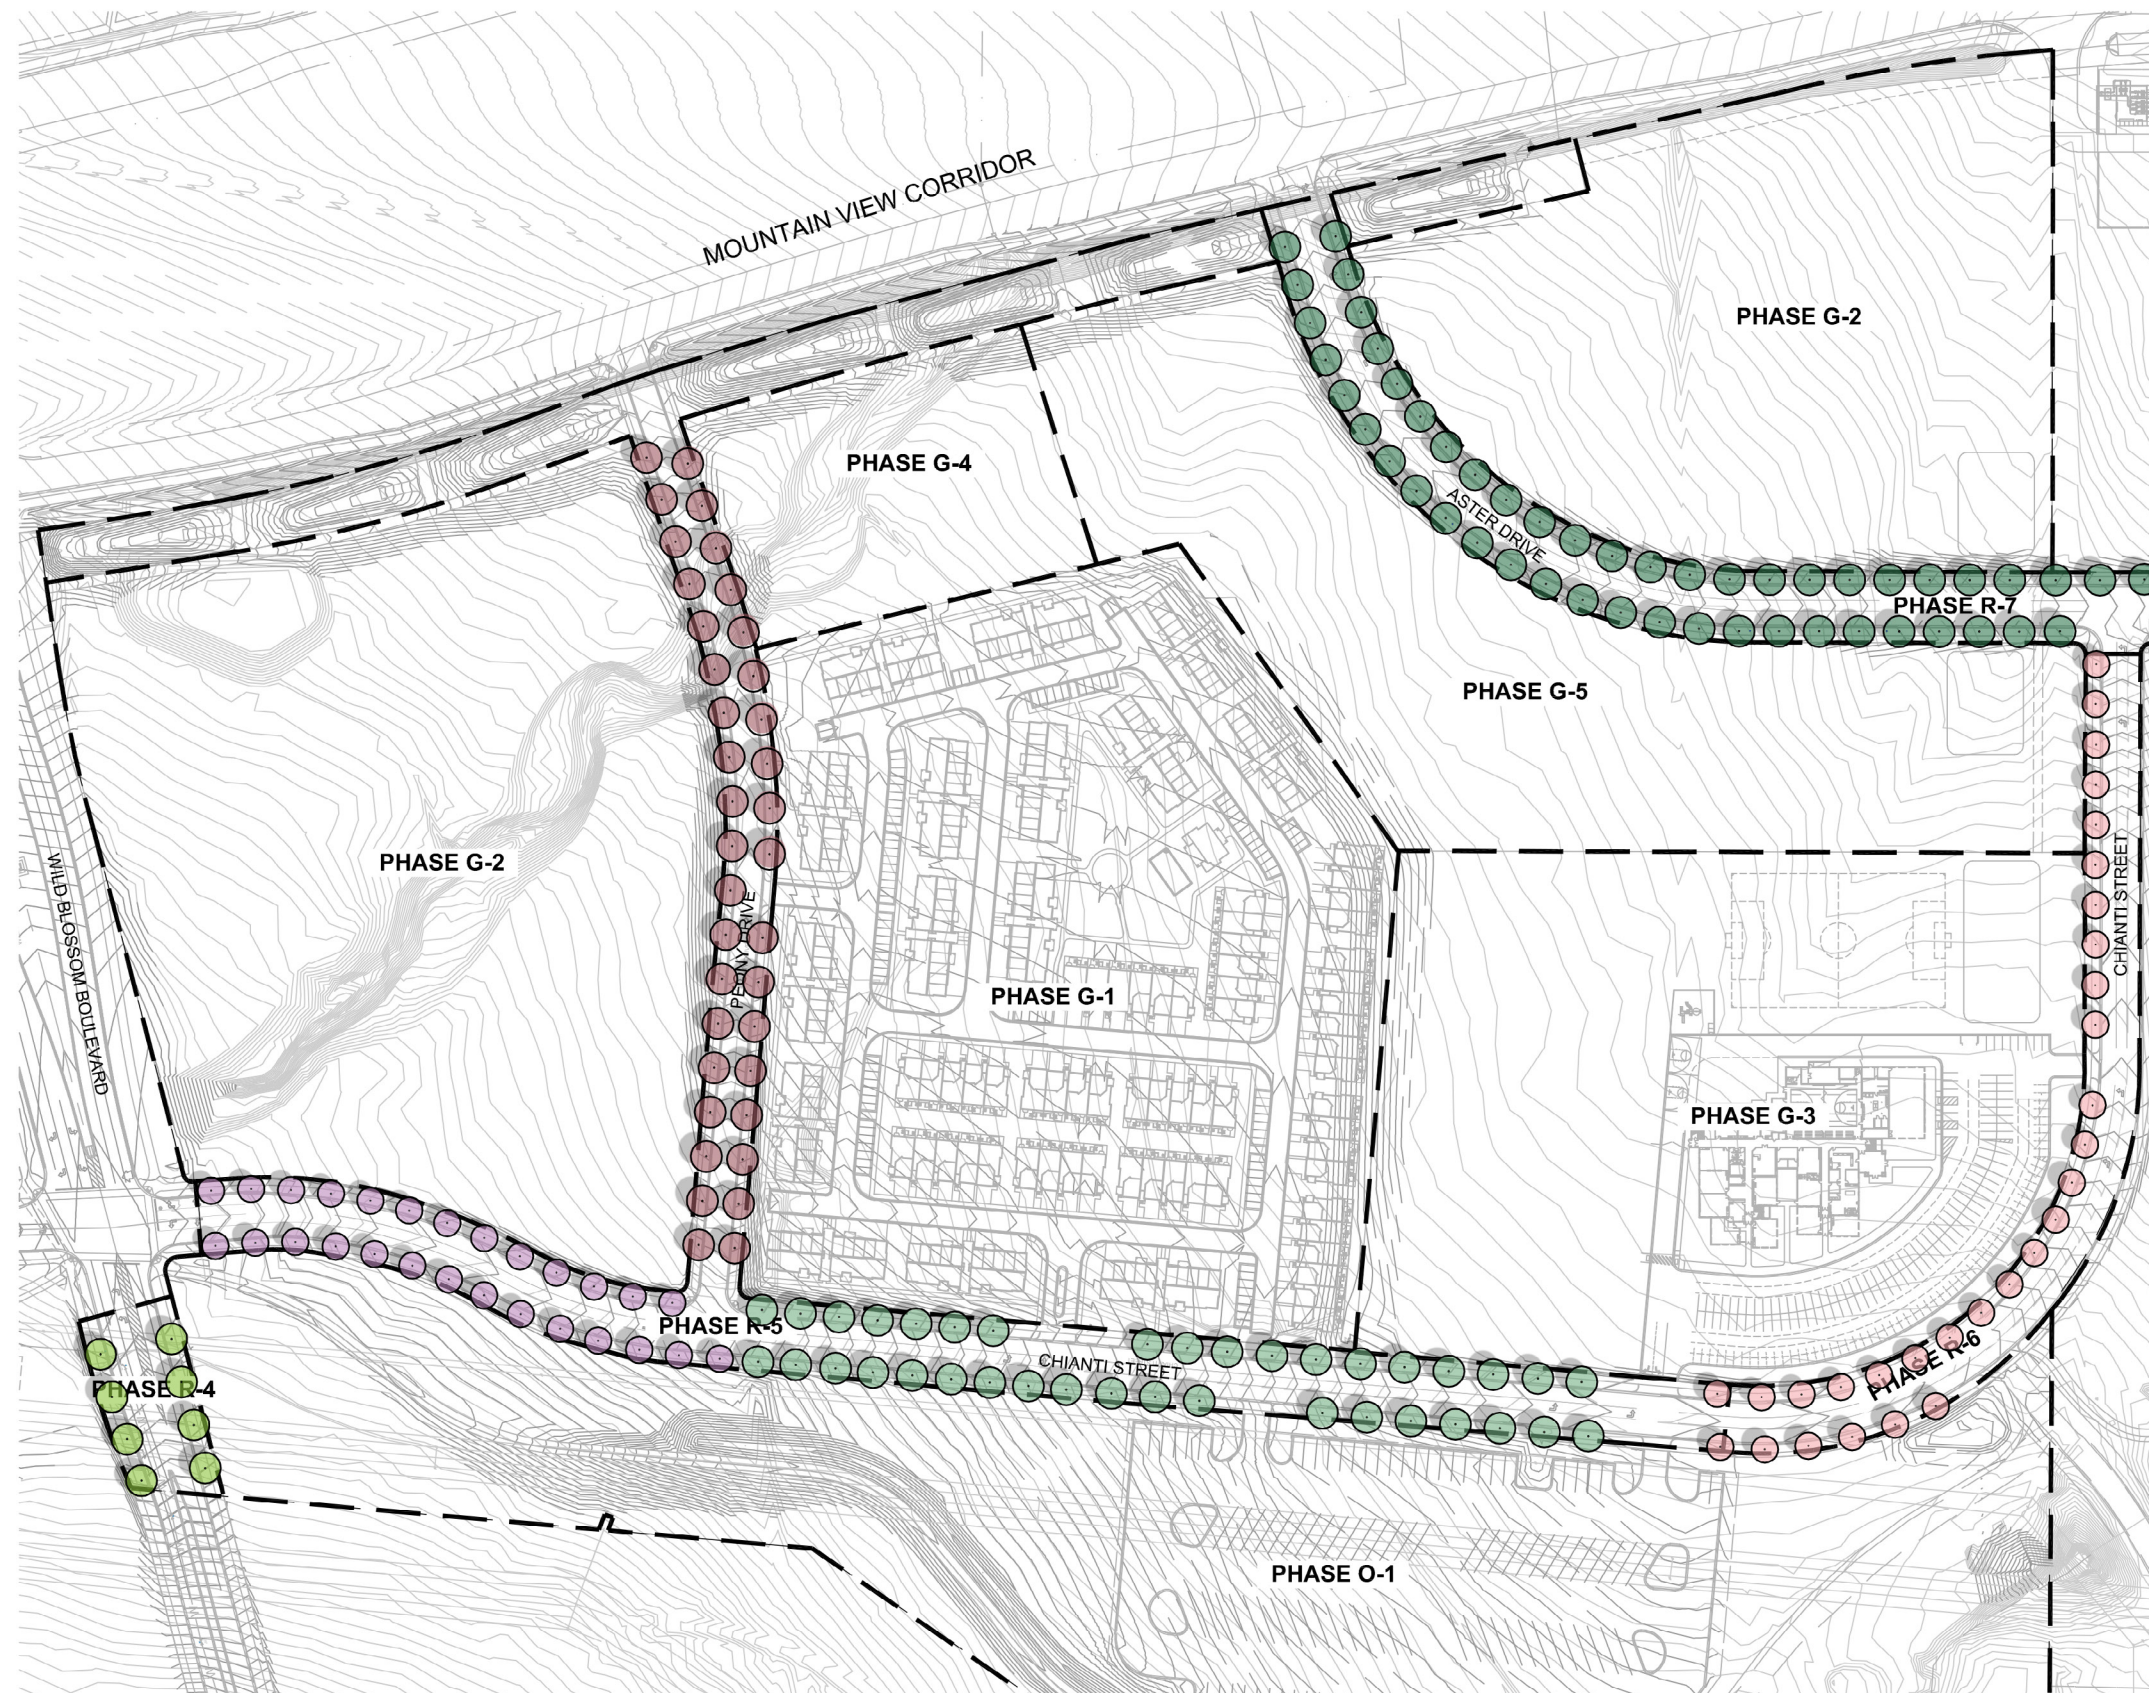 MOUNTAIN VIEW CORRIDOR
PHASE G-2
PHASE G-4
ASTER DRIVE
PHASE R-7
PHASE G-5
WILD BLOSSOM BOULEVARD
PHASE G-2
PEONY DRIVE
CHIANTI STREET
PHASE G-1
PHASE G-3
PHASE R-5
CHIANTI STREET
PHASE R-6
PHASE R-4
PHASE O-1